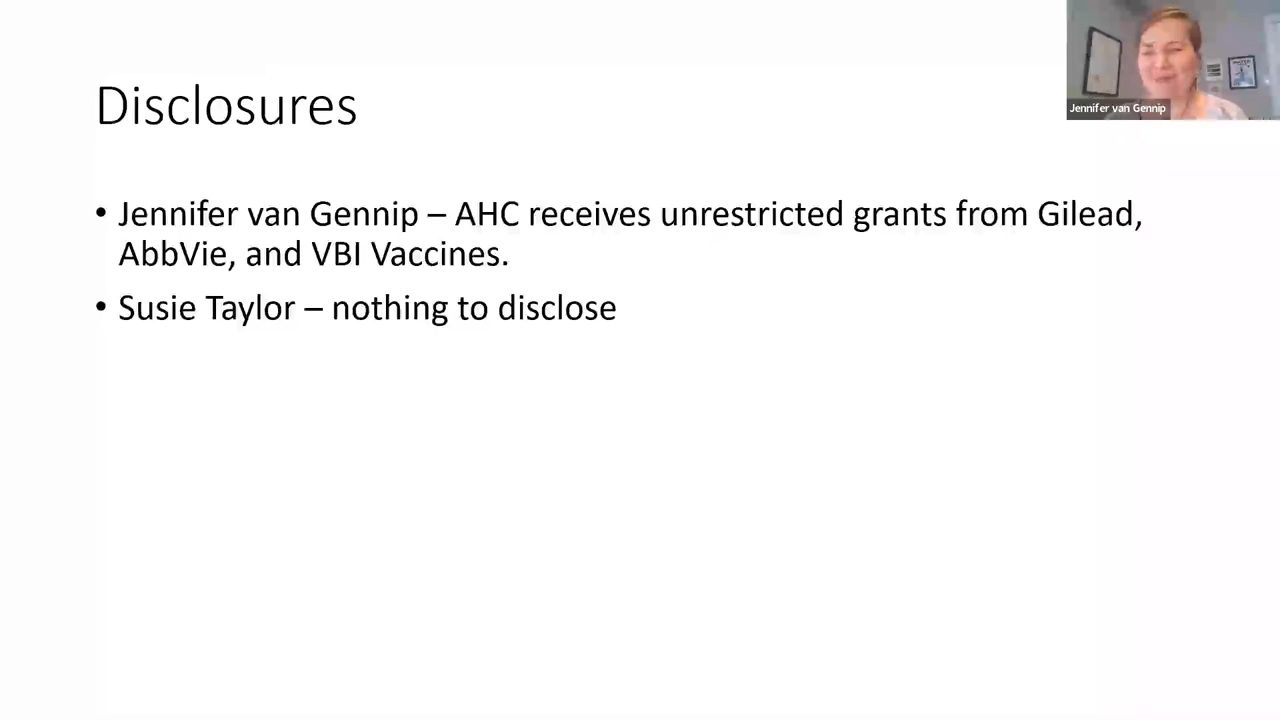 Disclosures
• Jennifer van Gennip – AHC receives unrestricted grants from Gilead,
AbbVie, and VBI Vaccines.
• Susie Taylor – nothing to disclose
Jennifer van Gennip